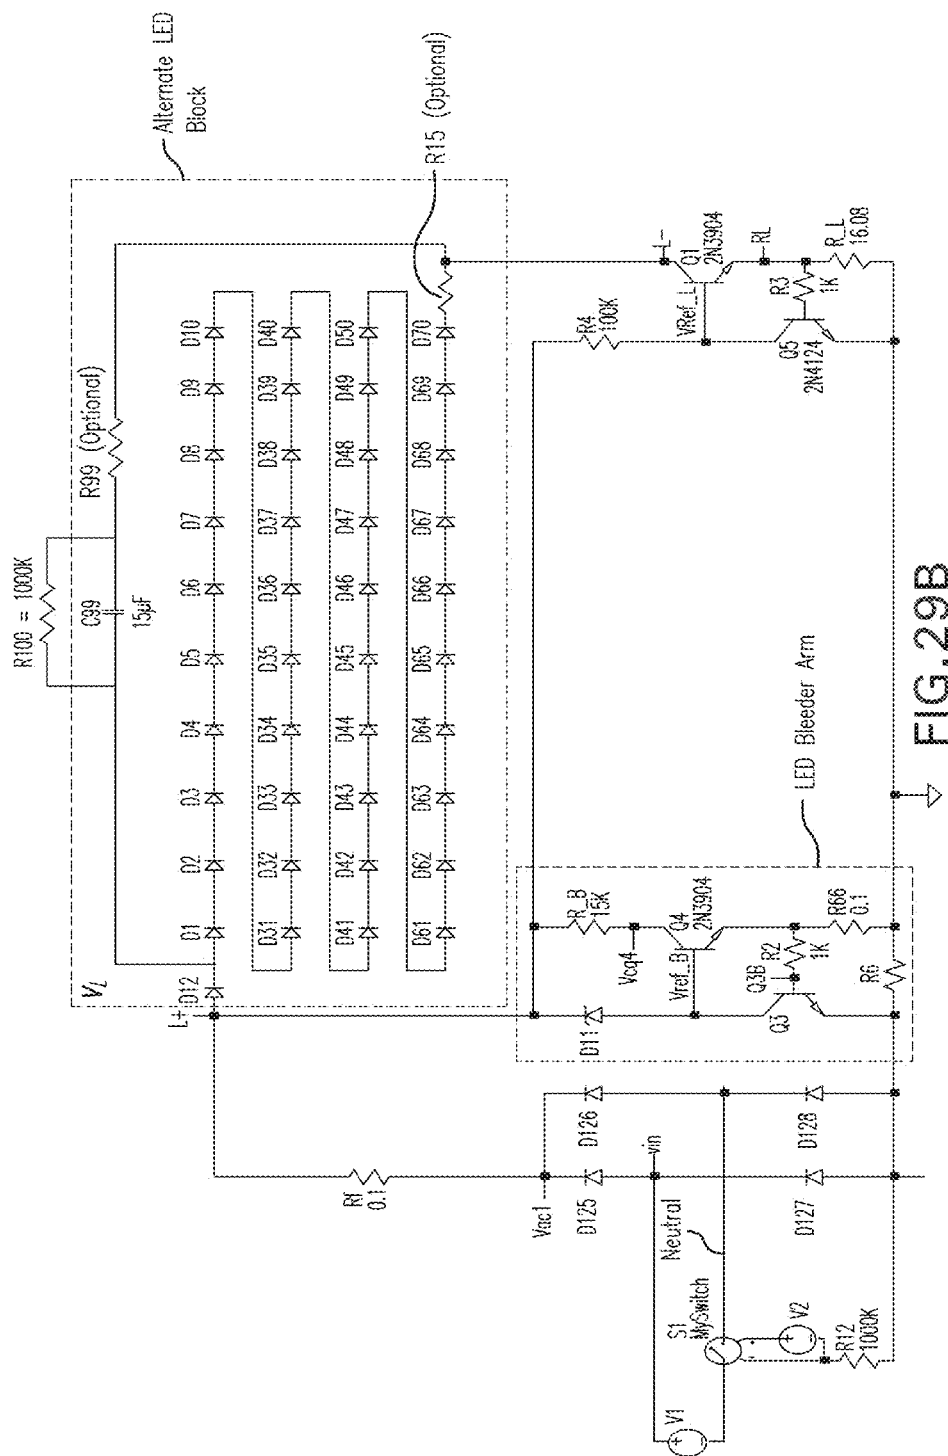 Alternate LED
Block
R100 = 1000K
C99
15µF
R99 (Optional)
R15 (Optional)
VL
L+
D12
D1
D2
D3
D4
D5
D6
D7
D8
D9
D10
D31
D32
D33
D34
D35
D36
D37
D38
D39
D40
D41
D42
D43
D44
D45
D46
D47
D48
D49
D50
D61
D62
D63
D64
D65
D66
D67
D68
D69
D70
Rf
0.1
Vac1
D125
D126
vin
Neutral
D127
D128
V1
S1
MySwitch
V2
R12
1000K
LED Bleeder Arm
D11
R_B
15K
Vcq4
Q4
2N3904
Vref_B
Q3B
R2
1K
Q3
R66
0.1
R6
R4
100K
L-
Q1
2N3904
VRef_L
RL
R3
1K
Q5
2N4124
R_L
16.08
FIG.29B